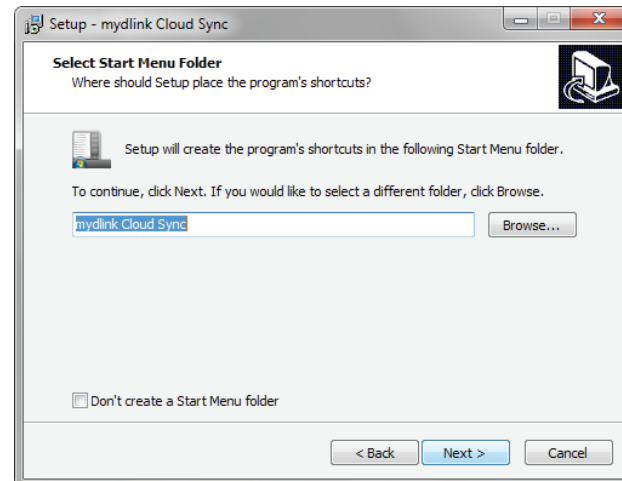 Setup - mydlink Cloud Sync
Select Start Menu Folder
Where should Setup place the program's shortcuts?
Setup will create the program's shortcuts in the following Start Menu folder.
To continue, click Next. If you would like to select a different folder, click Browse.
mydlink Cloud Sync
Browse...
Don't create a Start Menu folder
< Back
Next >
Cancel